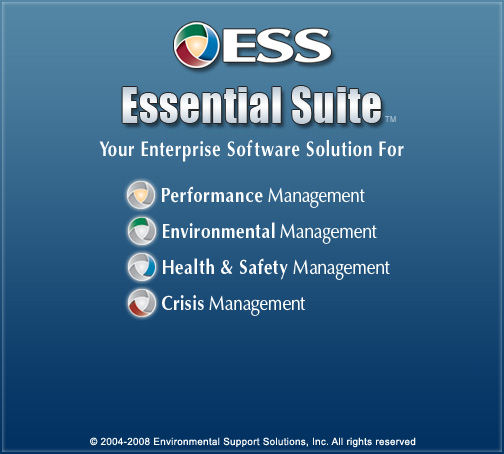 ESS
Essential Suite™
Your Enterprise Software Solution For
Performance Management
Environmental Management
Health & Safety Management
Crisis Management
© 2004-2008 Environmental Support Solutions, Inc. All rights reserved